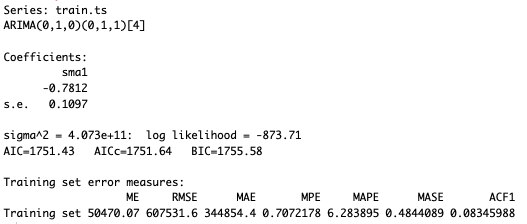 Series: train.ts
ARIMA(0,1,0)(0,1,1)[4]
Coefficients:
sma1
-0.7812
s.e. 0.1097
sigma^2 = 4.073e+11: log likelihood = -873.71
AIC=1751.43 AICc=1751.64 BIC=1755.58
Training set error measures:
ME RMSE MAE MPE MAPE MASE ACF1
Training set 50470.07 607531.6 344854.4 0.7072178 6.283895 0.4844089 0.08345988